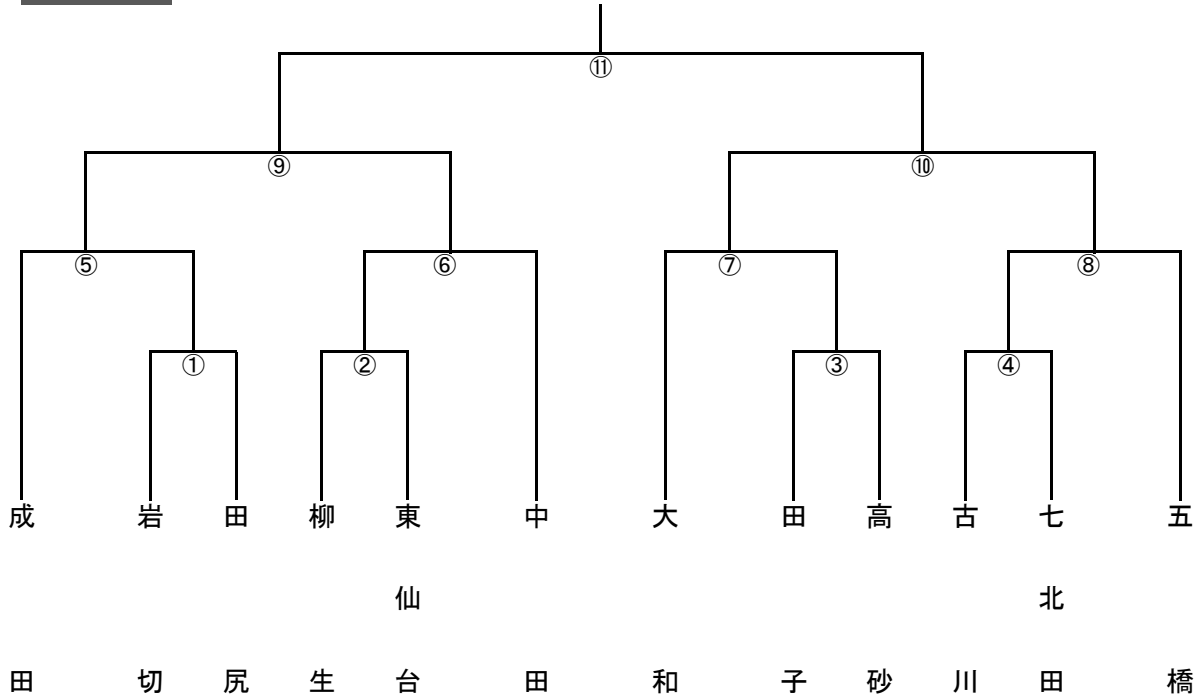 ⑪
⑨ ⑩
⑤ ⑥ ⑦ ⑧
① ② ③ ④
成田
岩切
田尻
柳生
東仙台
中田
大和
田子
高砂
古川
七北田
五橋